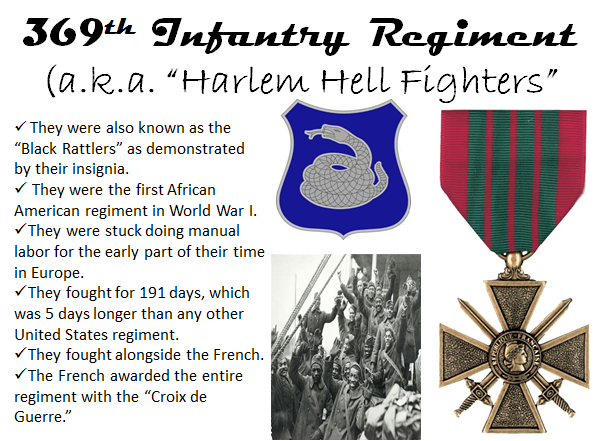 369th Infantry Regiment
(a.k.a. “Harlem Hell Fighters”
✓ They were also known as the
“Black Rattlers” as demonstrated
by their insignia.
✓ They were the first African
American regiment in World War I.
✓They were stuck doing manual
labor for the early part of their time
in Europe.
✓They fought for 191 days, which
was 5 days longer than any other
United States regiment.
✓They fought alongside the French.
✓The French awarded the entire
regiment with the “Croix de
Guerre.”